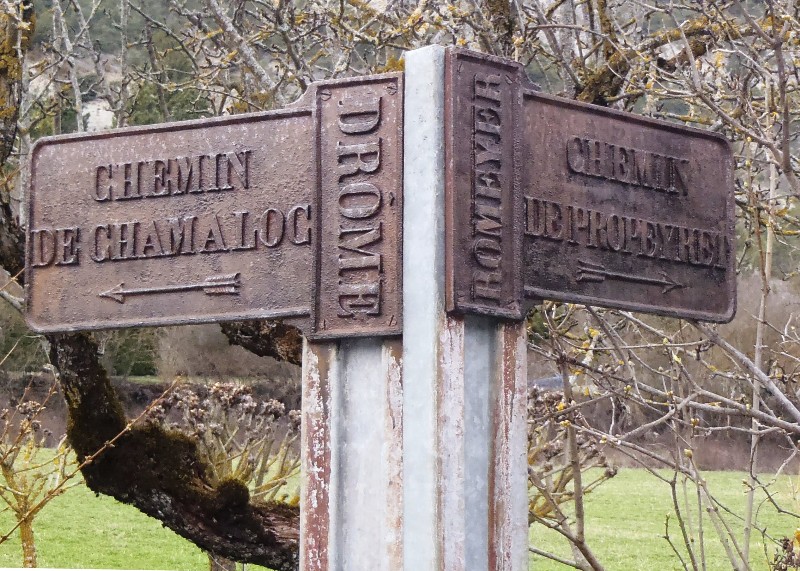 CHEMIN
DE CHAMALOC
DRÔME
ROMEYER
CHEMIN
DE PROPEYRET